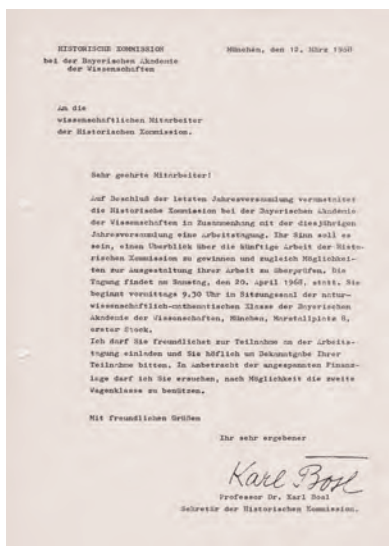 HISTORISCHE KOMMISSION
bei der Bayerischen Akademie
der Wissenschaften
München, den 12. März 1968
An die
wissenschaftlichen Mitarbeiter
der Historischen Kommission.
Sehr geehrte Mitarbeiter!
Auf Beschluß der letzten Jahresversammlung veranstaltet
die Historische Kommission bei der Bayerischen Akademie
der Wissenschaften in Zusammenhang mit der diesjährigen
Jahresversammlung eine Arbeitstagung. Ihr Sinn soll es
sein, einen Überblick über die künftige Arbeit der Histo-
rischen Kommission zu gewinnen und zugleich Möglichkei-
ten zur Ausgestaltung ihrer Arbeit zu überprüfen. Die
Tagung findet am Samstag, den 20. April 1968, statt. Sie
beginnt vormittags 9.30 Uhr im Sitzungssaal der natur-
wissenschaftlich-mathematischen Klasse der Bayerischen
Akademie der Wissenschaften, München, Marstallplatz 8,
erster Stock.
Ich darf Sie freundlichst zur Teilnahme an der Arbeits-
tagung einladen und Sie höflich um Bekanntgabe Ihrer
Teilnahme bitten. In Anbetracht der angespannten Finanz-
lage darf ich Sie ersuchen, nach Möglichkeit die zweite
Wagenklasse zu benützen.
Mit freundlichen Grüßen
Ihr sehr ergebener
Karl Bosl
Professor Dr. Karl Bosl
Sekretär der Historischen Kommission.